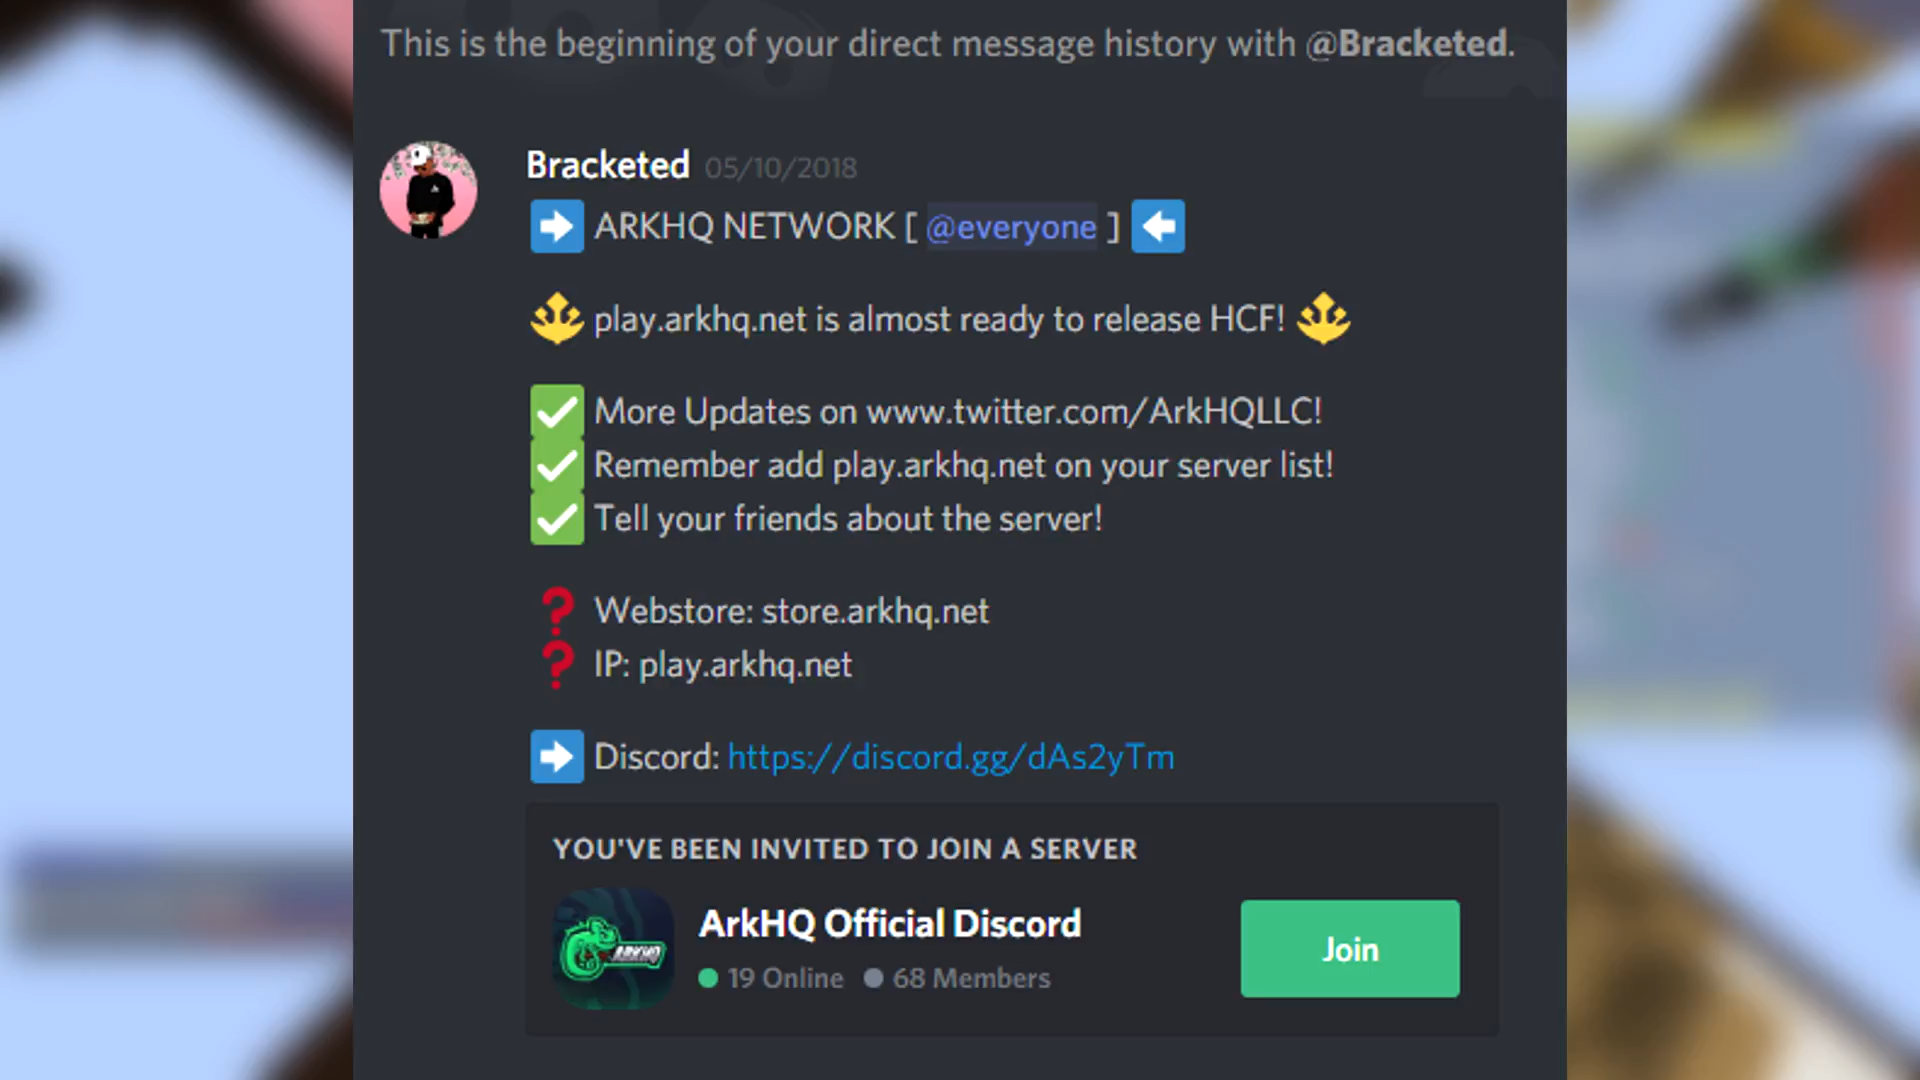 This is the beginning of your direct message history with @Bracketed.
Bracketed 05/10/2018
➡ ARKHQ NETWORK [ @everyone ] ⬅
🔱 play.arkhq.net is almost ready to release HCF! 🔱
✅ More Updates on www.twitter.com/ArkHQLLC!
✅ Remember add play.arkhq.net on your server list!
✅ Tell your friends about the server!
❓ Webstore: store.arkhq.net
❓ IP: play.arkhq.net
➡ Discord: https://discord.gg/dAs2yTm
YOU'VE BEEN INVITED TO JOIN A SERVER
ARKHQ
ArkHQ Official Discord
19 Online 68 Members
Join